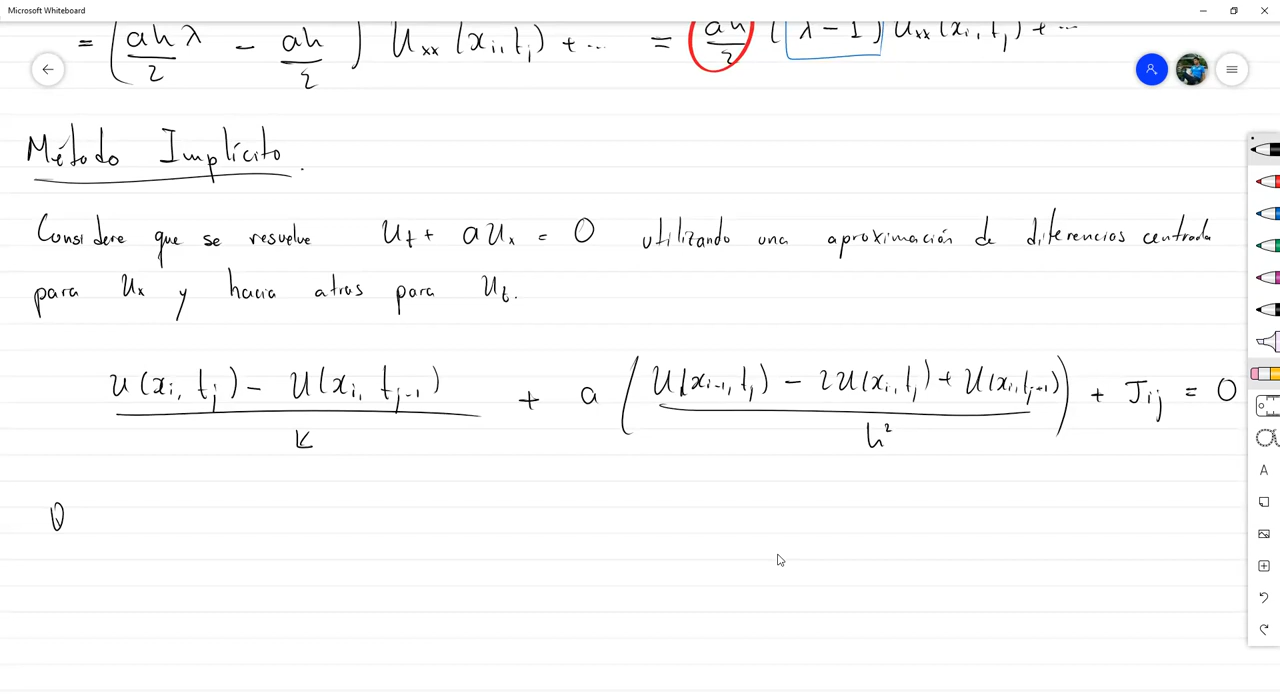 Microsoft Whiteboard
= ( ahλ/2 - ah/2 ) Uxx (xi, tj) + ... = ah/2 ( λ - 1 ) Uxx (xi, tj) + ...
Método Implícito.
Considere que se resuelve Ut + aUx = 0 utilizando una aproximación de diferencias centrada
para Ux y hacia atras para Ut.
(u(xi, tj) - U(xi, tj-1))/k + a ( (U(xi-1, tj) - 2U(xi, tj) + U(xi, tj+1))/h² ) + Jij = 0
D
A